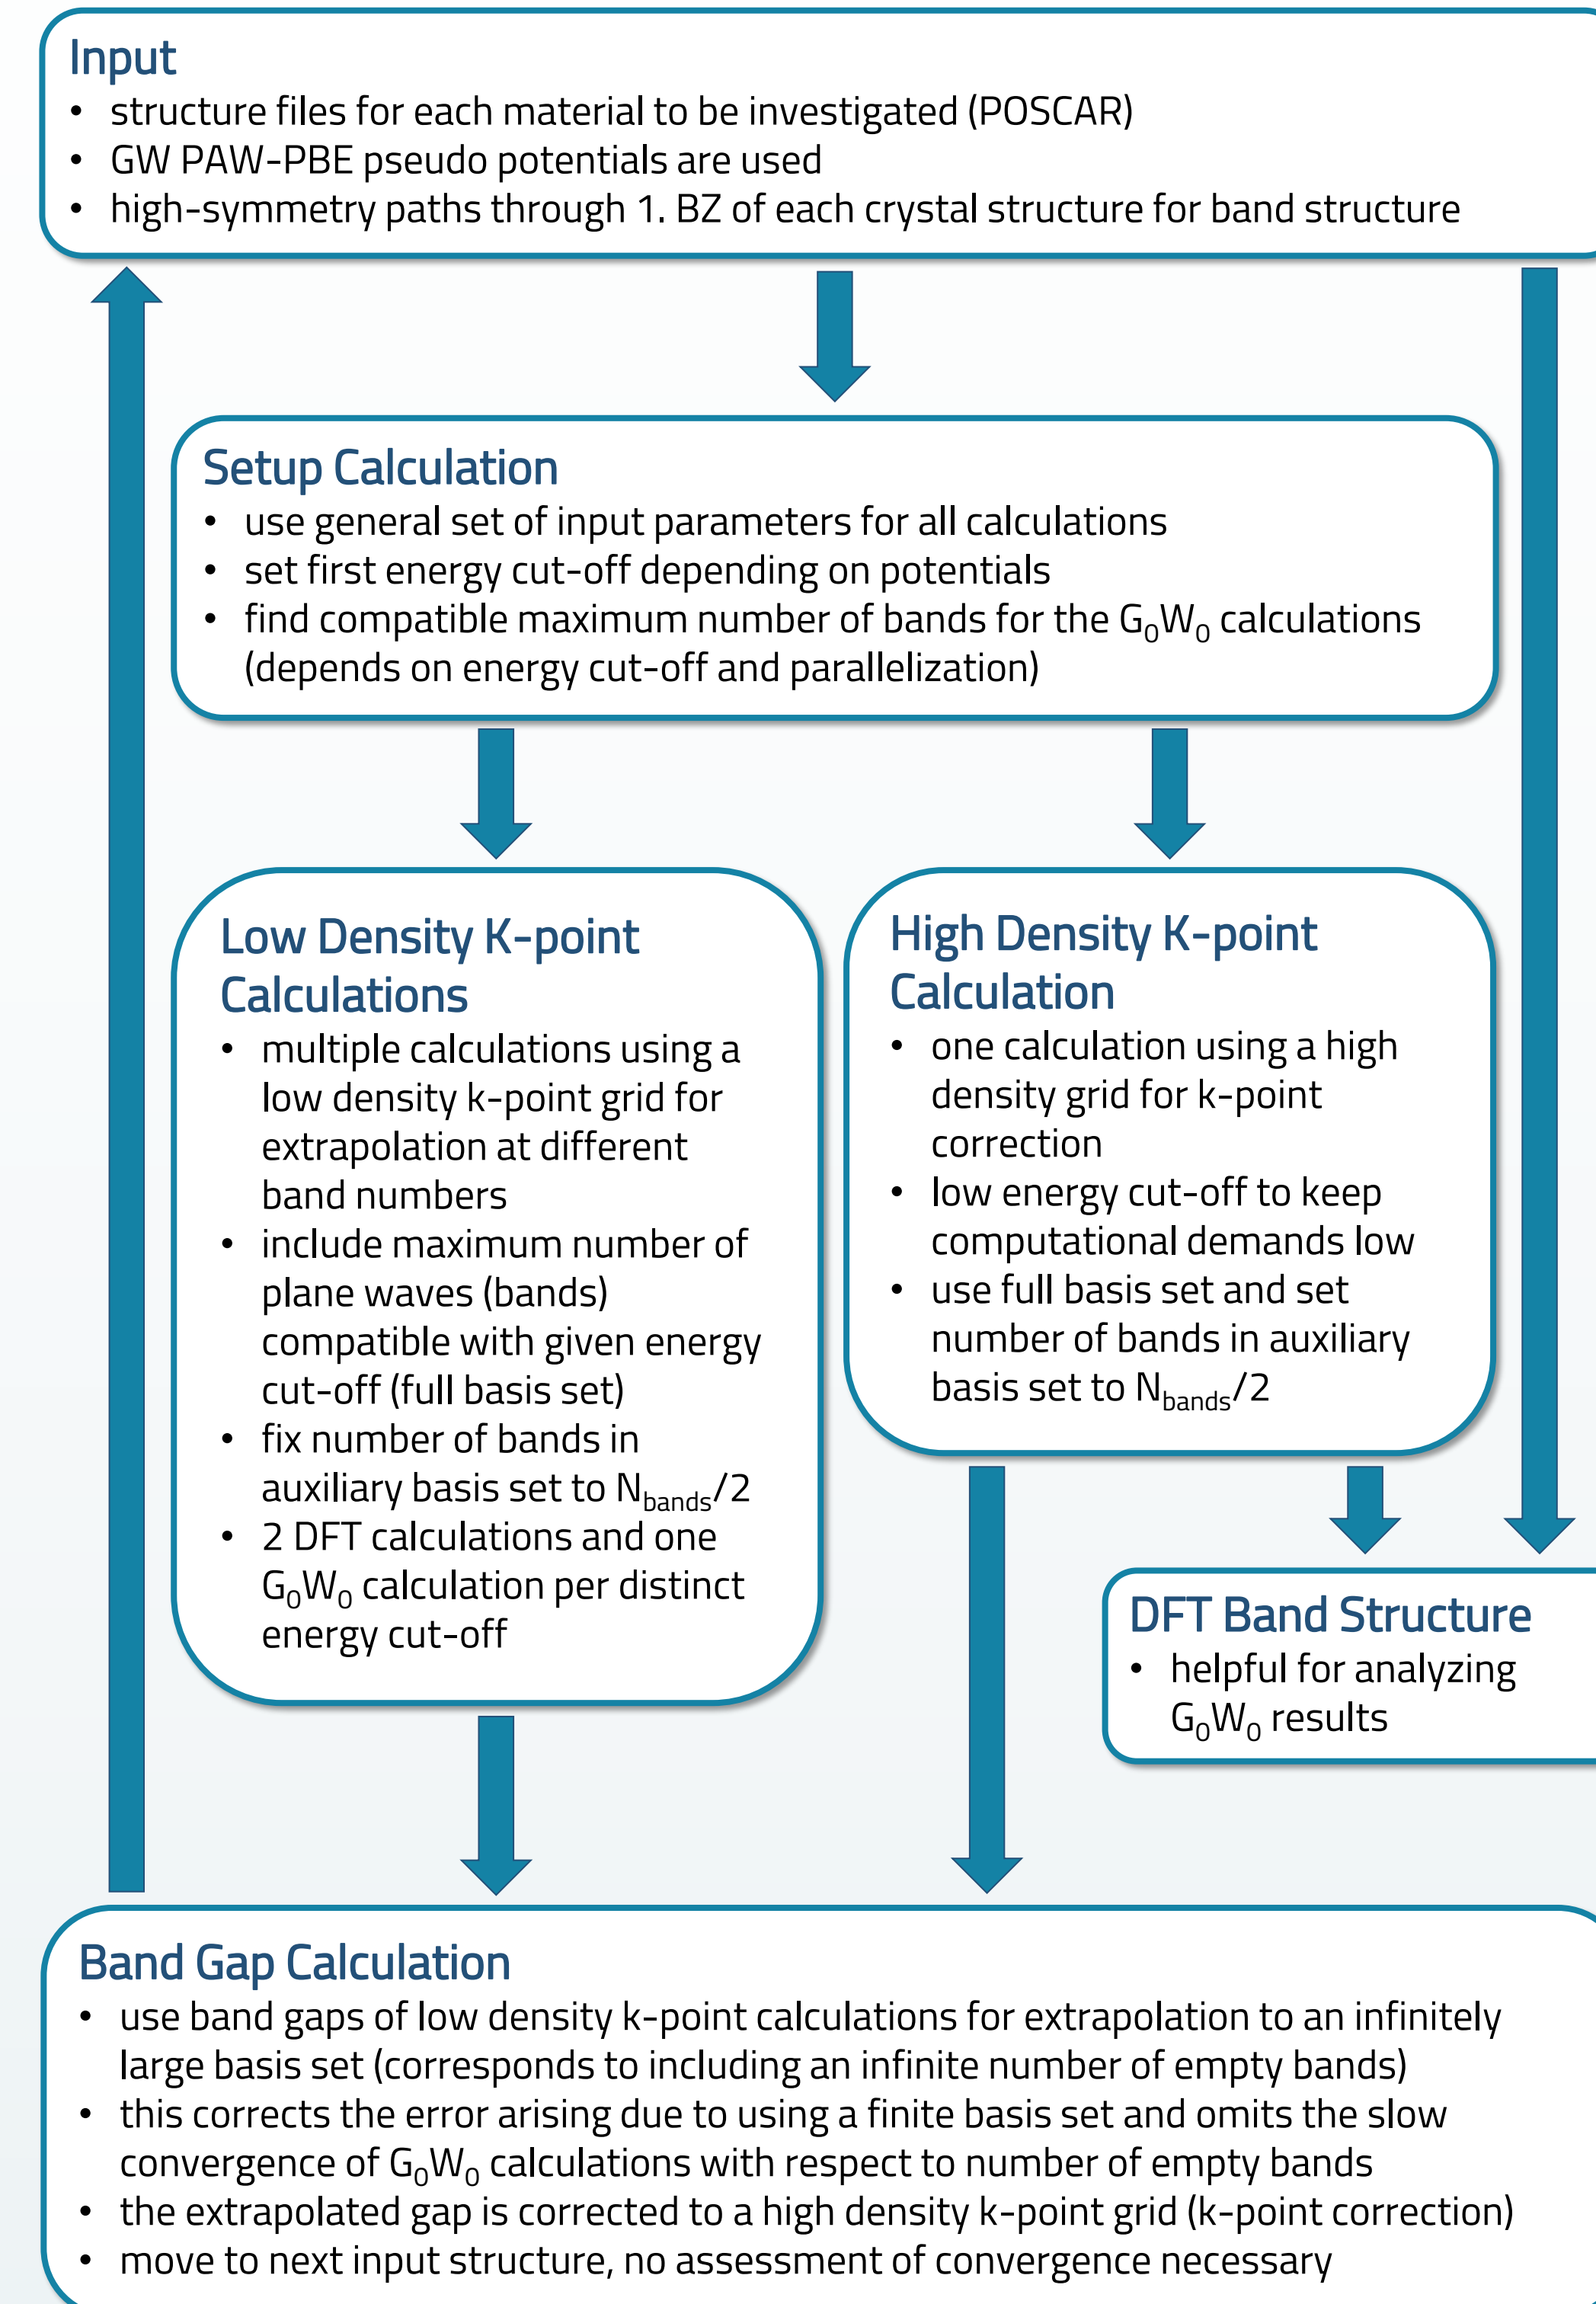 Input
• structure files for each material to be investigated (POSCAR)
• GW PAW-PBE pseudo potentials are used
• high-symmetry paths through 1. BZ of each crystal structure for band structure
Setup Calculation
• use general set of input parameters for all calculations
• set first energy cut-off depending on potentials
• find compatible maximum number of bands for the G₀W₀ calculations
(depends on energy cut-off and parallelization)
Low Density K-point
Calculations
• multiple calculations using a
low density k-point grid for
extrapolation at different
band numbers
• include maximum number of
plane waves (bands)
compatible with given energy
cut-off (full basis set)
• fix number of bands in
auxiliary basis set to N_bands/2
• 2 DFT calculations and one
G₀W₀ calculation per distinct
energy cut-off
High Density K-point
Calculation
• one calculation using a high
density grid for k-point
correction
• low energy cut-off to keep
computational demands low
• use full basis set and set
number of bands in auxiliary
basis set to N_bands/2
DFT Band Structure
• helpful for analyzing
G₀W₀ results
Band Gap Calculation
• use band gaps of low density k-point calculations for extrapolation to an infinitely
large basis set (corresponds to including an infinite number of empty bands)
• this corrects the error arising due to using a finite basis set and omits the slow
convergence of G₀W₀ calculations with respect to number of empty bands
• the extrapolated gap is corrected to a high density k-point grid (k-point correction)
• move to next input structure, no assessment of convergence necessary